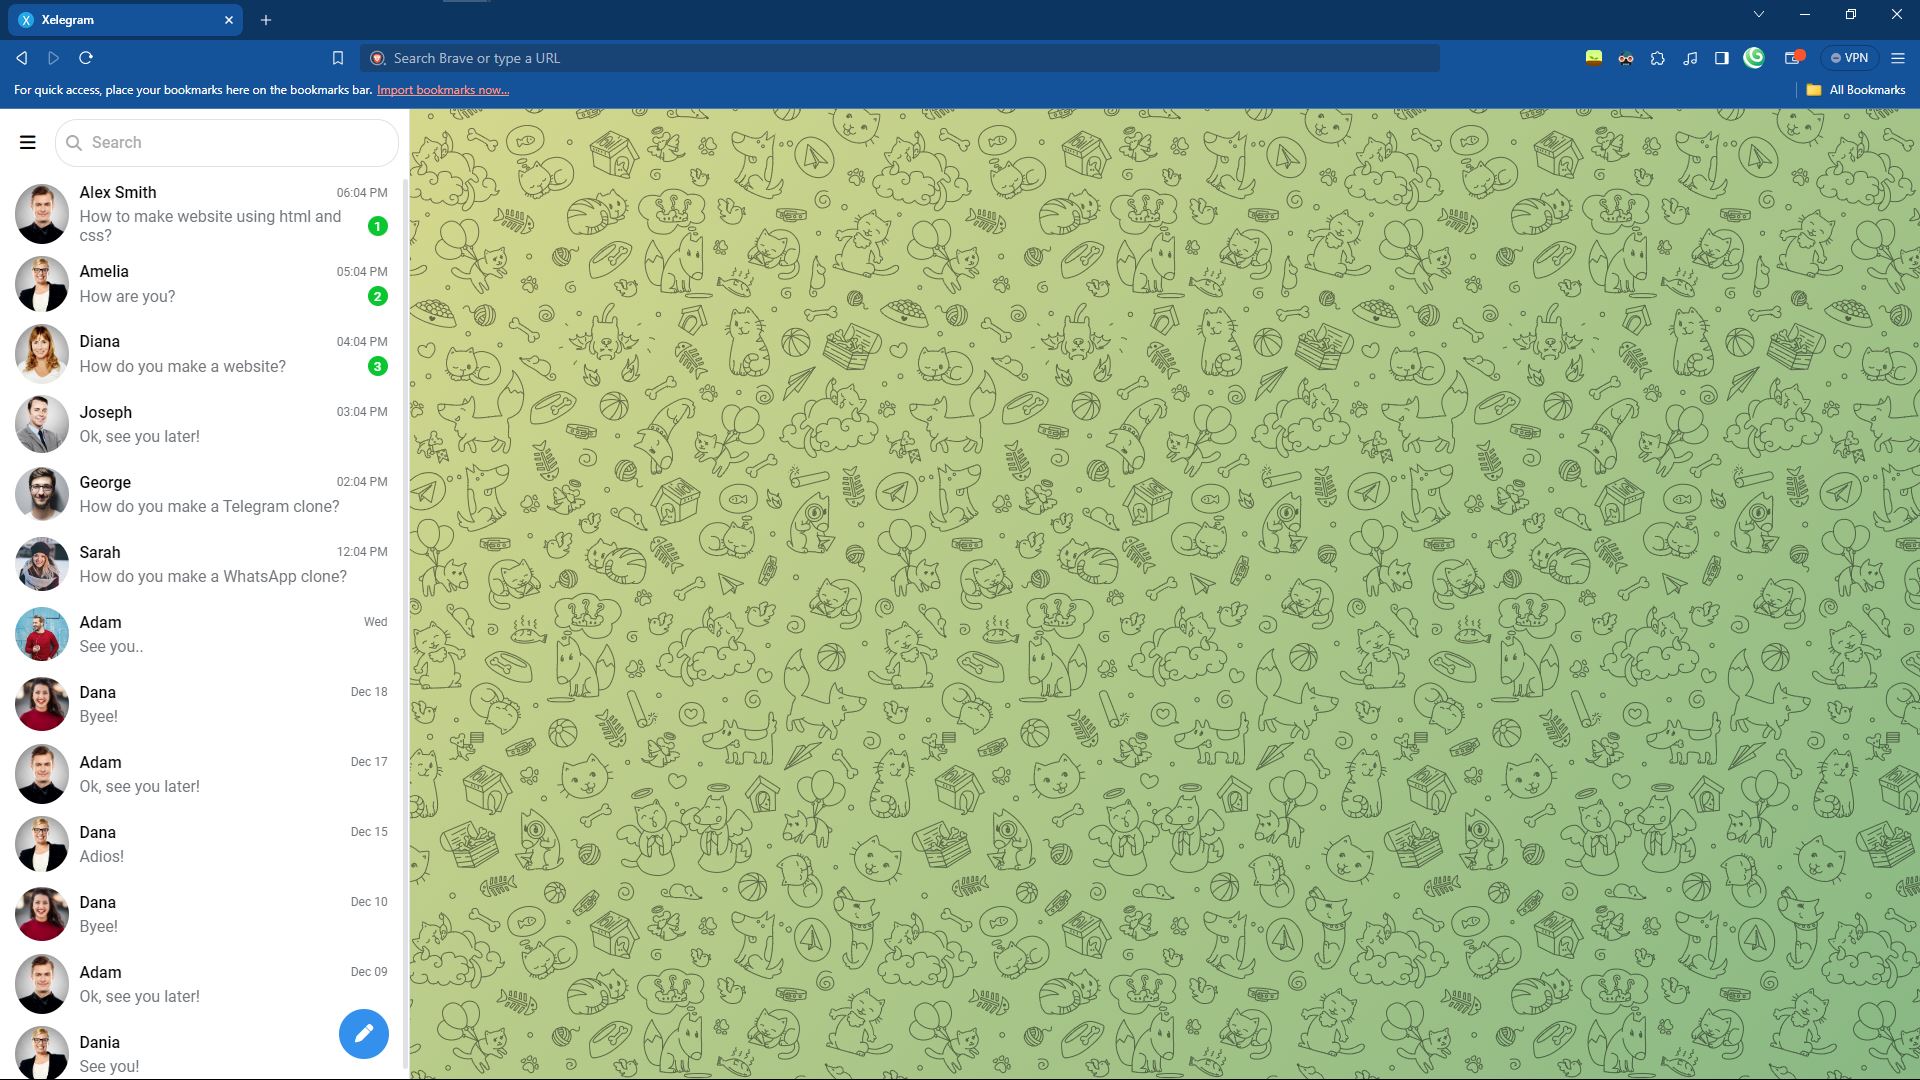 Xelegram
Search Brave or type a URL
VPN
For quick access, place your bookmarks here on the bookmarks bar. Import bookmarks now...
All Bookmarks
Search
Alex Smith
06:04 PM
How to make website using html and
css?
1
Amelia
05:04 PM
How are you?
2
Diana
04:04 PM
How do you make a website?
3
Joseph
03:04 PM
Ok, see you later!
George
02:04 PM
How do you make a Telegram clone?
Sarah
12:04 PM
How do you make a WhatsApp clone?
Adam
Wed
See you..
Dana
Dec 18
Byee!
Adam
Dec 17
Ok, see you later!
Dana
Dec 15
Adios!
Dana
Dec 10
Byee!
Adam
Dec 09
Ok, see you later!
Dania
See you!